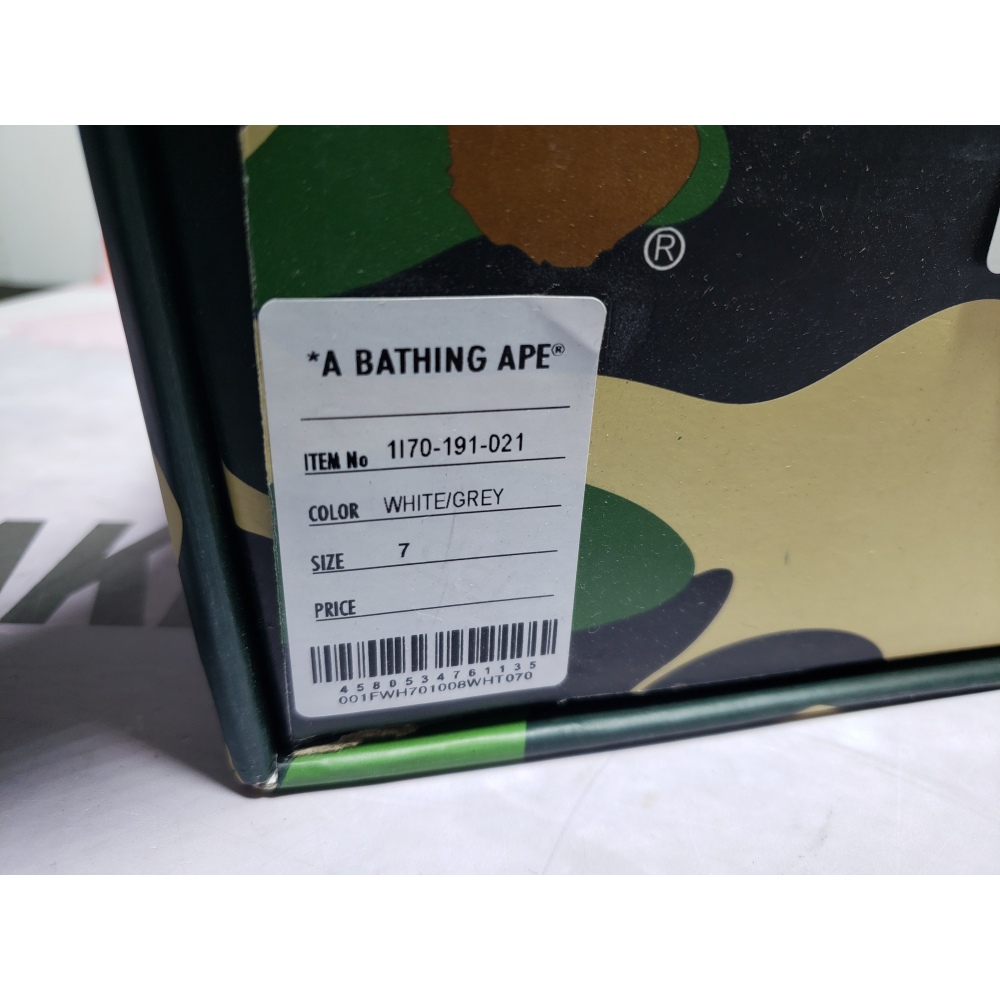 ®
*A BATHING APE®
ITEM No 1I70-191-021
COLOR WHITE/GREY
SIZE 7
PRICE
4580534761135
001FWH701008WHT070